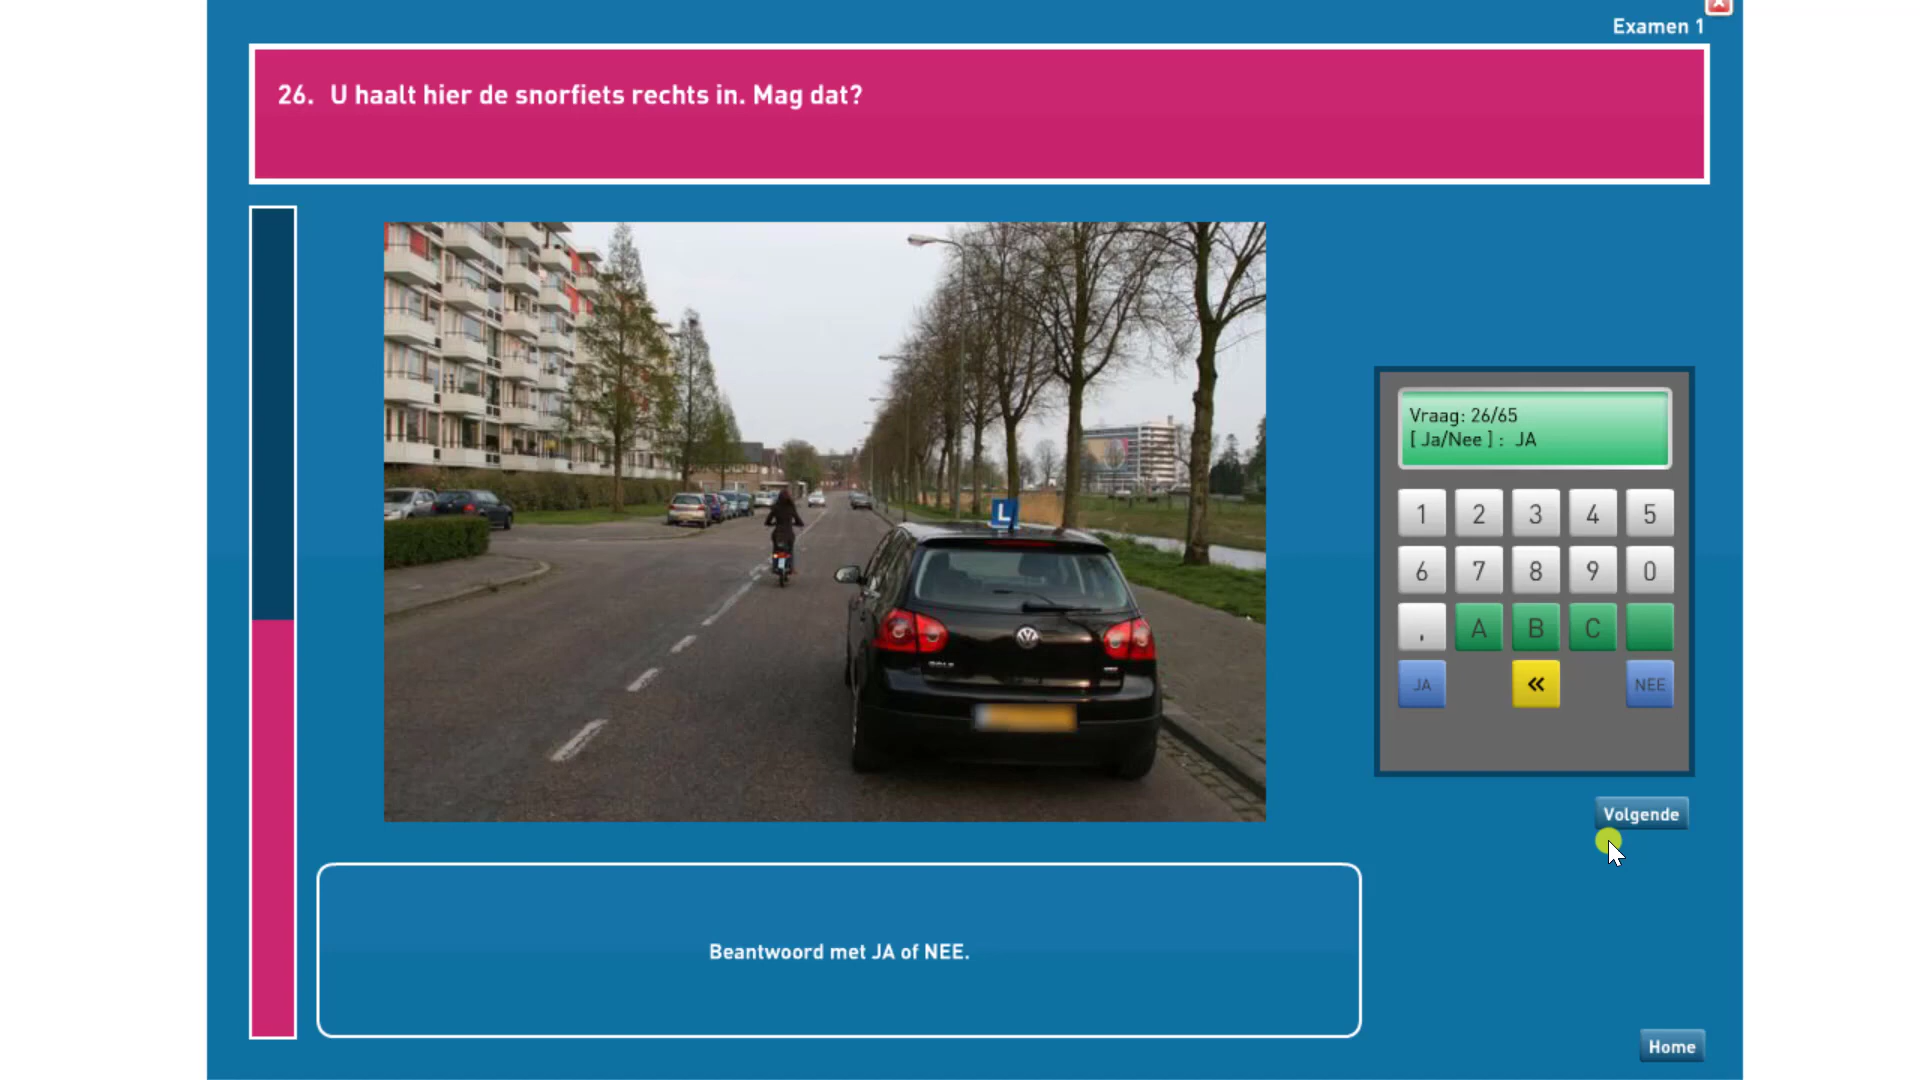 Examen 1
26. U haalt hier de snorfiets rechts in. Mag dat?
L
GOLF
Vraag: 26/65
[ Ja/Nee ] : JA
1 2 3 4 5
6 7 8 9 0
, A B C
JA « NEE
Volgende
Beantwoord met JA of NEE.
Home